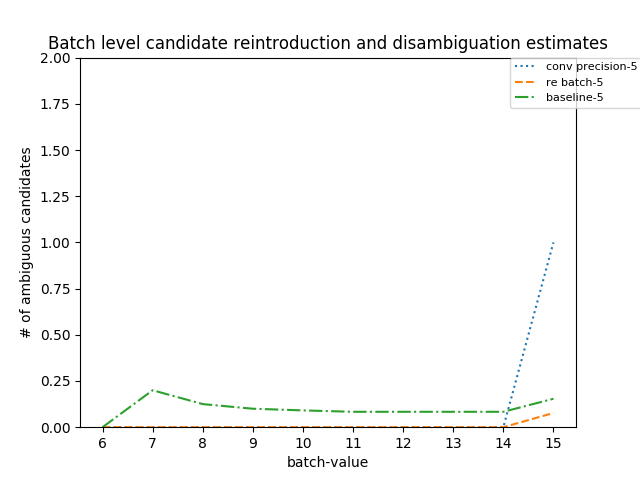 Batch level candidate reintroduction and disambiguation estimates
conv precision-5
re batch-5
baseline-5
# of ambiguous candidates
2.00
1.75
1.50
1.25
1.00
0.75
0.50
0.25
0.00
6 7 8 9 10 11 12 13 14 15
batch-value